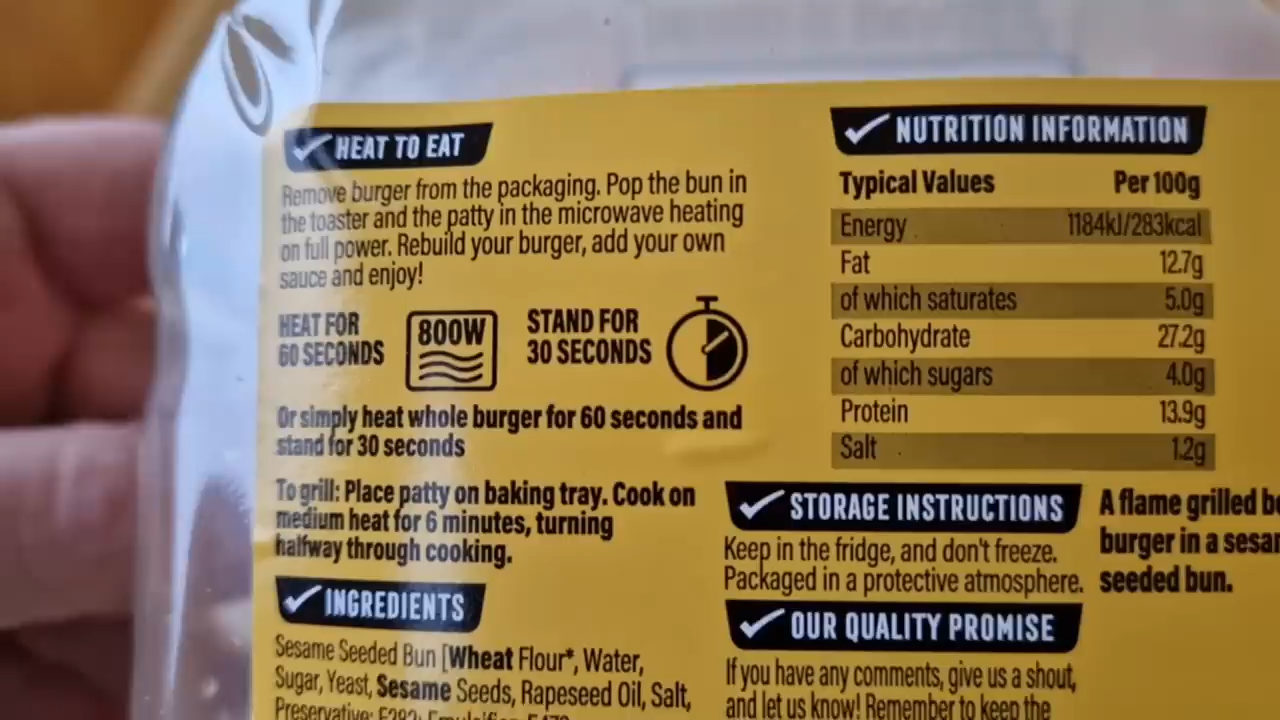 HEAT TO EAT
Remove burger from the packaging. Pop the bun in
the toaster and the patty in the microwave heating
on full power. Rebuild your burger, add your own
sauce and enjoy!
HEAT FOR
60 SECONDS
800W
STAND FOR
30 SECONDS
Or simply heat whole burger for 60 seconds and
stand for 30 seconds
To grill: Place patty on baking tray. Cook on
medium heat for 6 minutes, turning
halfway through cooking.
INGREDIENTS
Sesame Seeded Bun [Wheat Flour*, Water,
Sugar, Yeast, Sesame Seeds, Rapeseed Oil, Salt,
Preservative: E282; 
NUTRITION INFORMATION
Typical Values Per 100g
Energy 1184kJ/283kcal
Fat 12.7g
of which saturates 5.0g
Carbohydrate 27.2g
of which sugars 4.0g
Protein 13.9g
Salt 1.2g
STORAGE INSTRUCTIONS
Keep in the fridge, and don't freeze.
Packaged in a protective atmosphere.
OUR QUALITY PROMISE
If you have any comments, give us a shout,
and let us know! Remember to keep the
A flame grilled
burger in a
seeded bun.